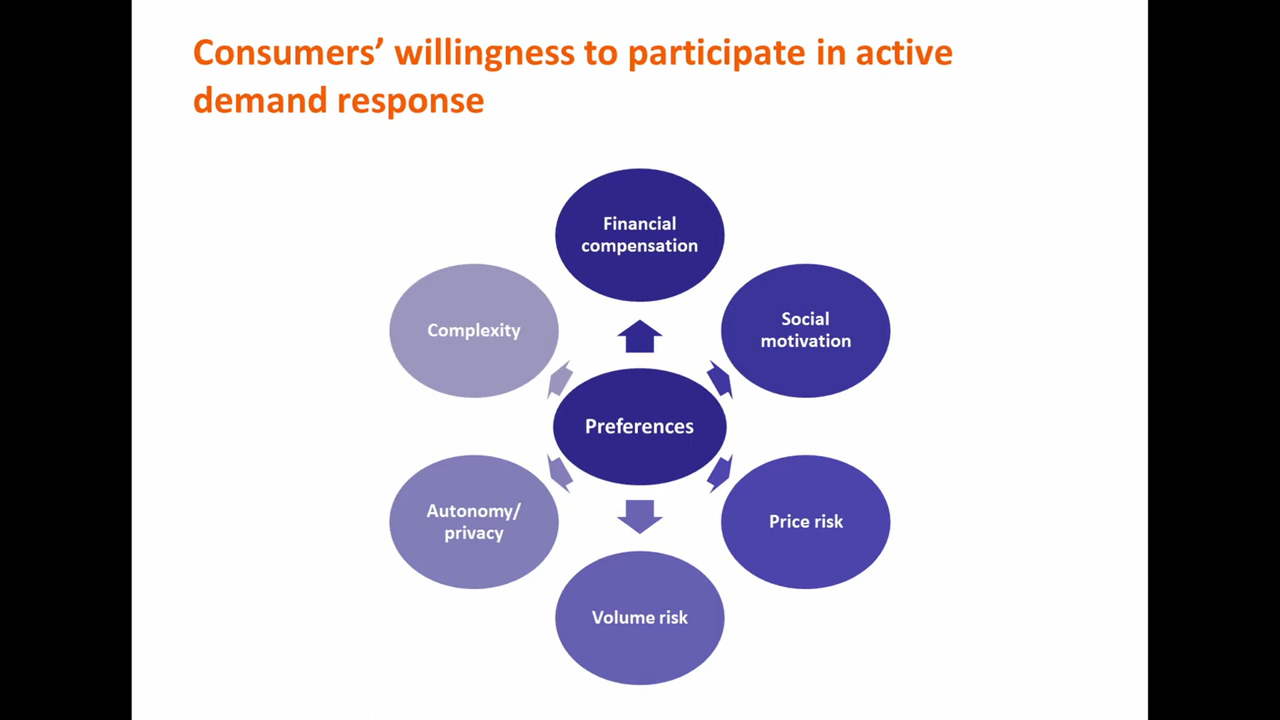 Consumers’ willingness to participate in active
demand response
Financial
compensation
Social
motivation
Price risk
Volume risk
Autonomy/
privacy
Complexity
Preferences